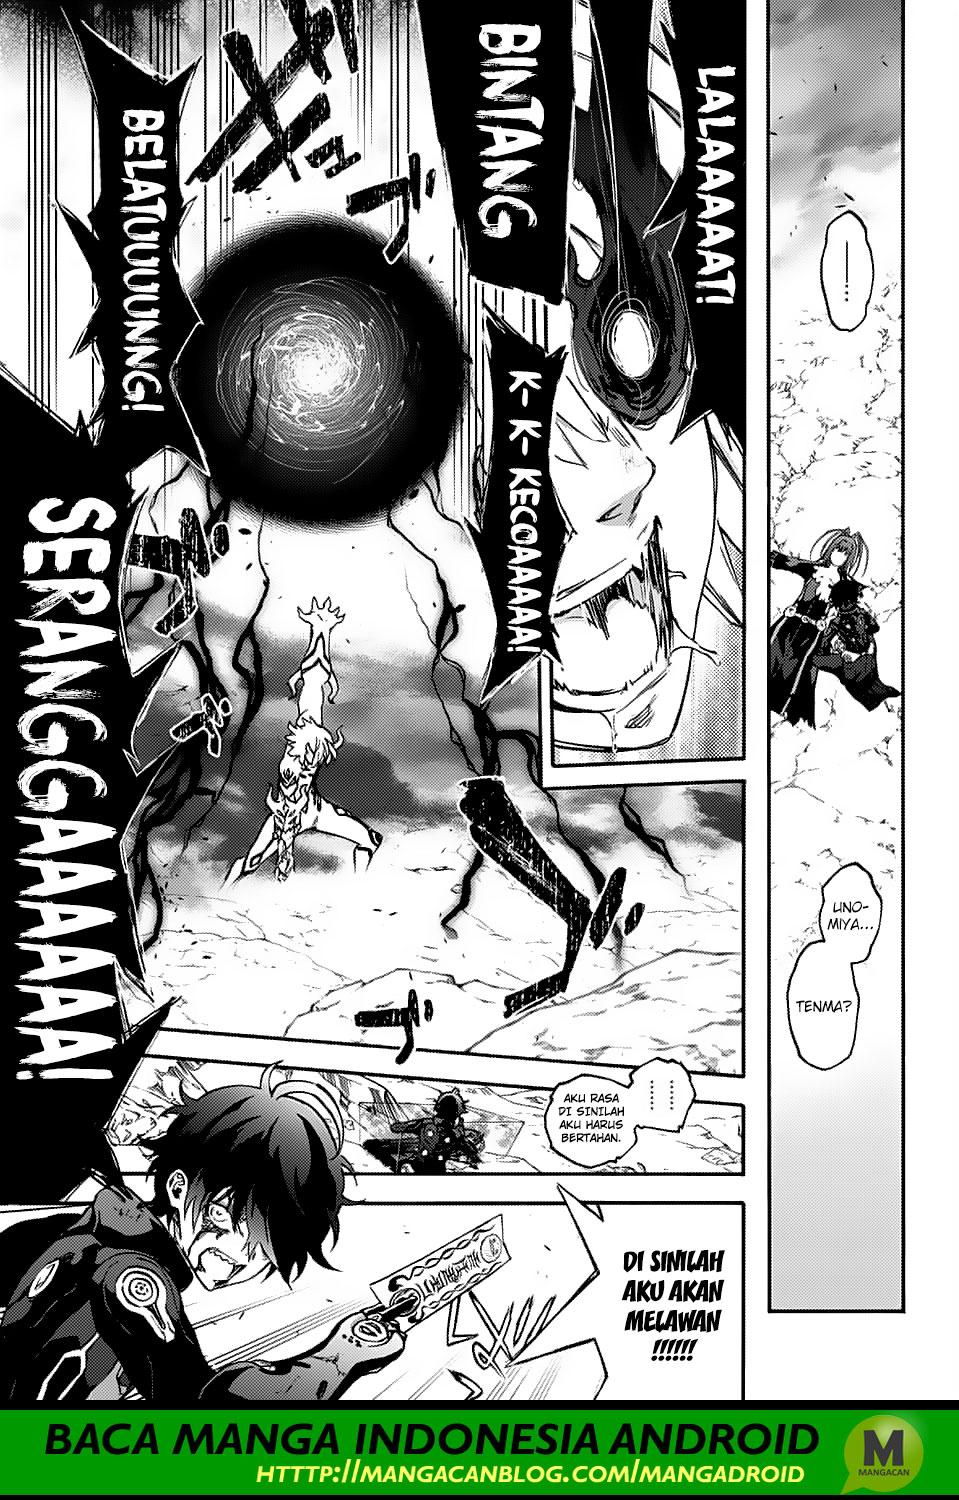 ..........
UNO-
MIYA...
TENMA?
LALAAAAAT!
K- K- KECOAAAAA!
BINTANG
BELATUUUUUNNG!
SERANGGAAAAAAA!
..........
AKU RASA
DI SINILAH
AKU HARUS
BERTAHAN.
DI SINILAH
AKU AKAN
MELAWAN
!!!!!!
BACA MANGA INDONESIA ANDROID
HTTTP://MANGACANBLOG.COM/MANGADROID
M
MANGACAN